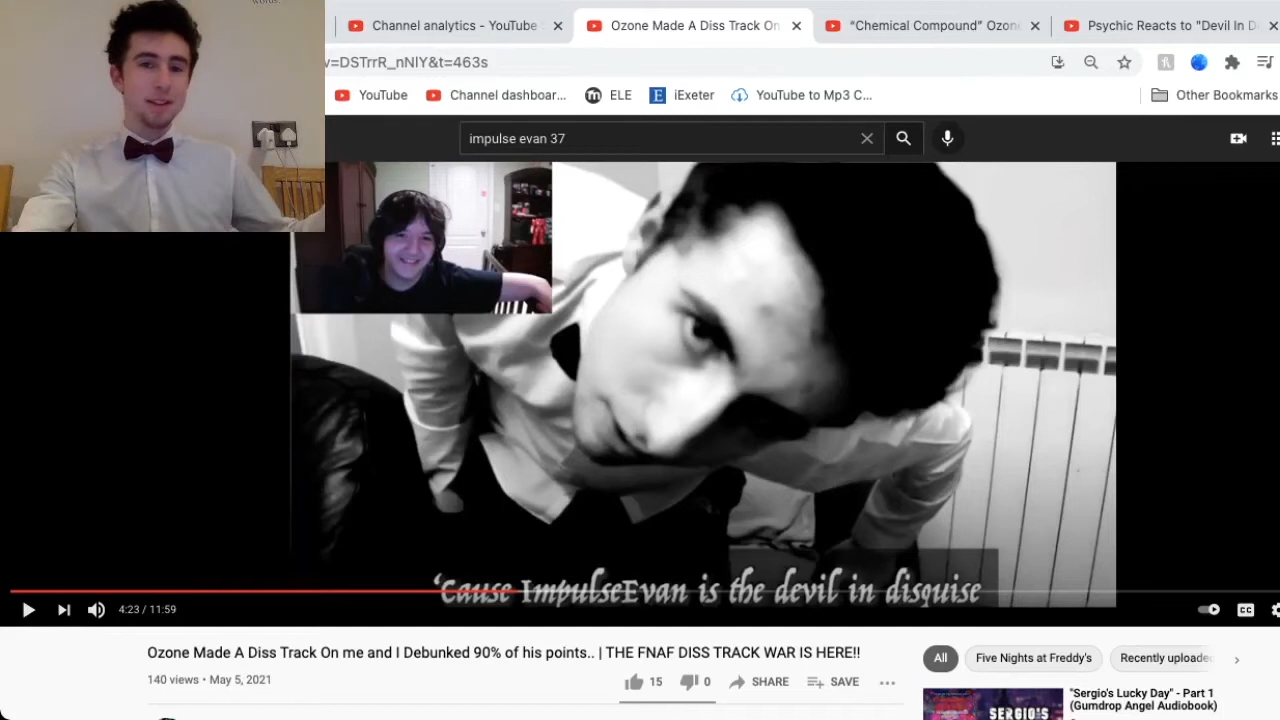 words.
Channel analytics - YouTube
Ozone Made A Diss Track On
"Chemical Compound" Ozone
Psychic Reacts to "Devil In D
v=DSTrrR_nNlY&t=463s
YouTube
Channel dashboar...
ELE
iExeter
YouTube to Mp3 C...
Other Bookmarks
impulse evan 37
'Cause ImpulseEvan is the devil in disguise
4:23 / 11:59
CC
Ozone Made A Diss Track On me and I Debunked 90% of his points.. | THE FNAF DISS TRACK WAR IS HERE!!
140 views • May 5, 2021
15
0
SHARE
SAVE
All
Five Nights at Freddy's
Recently uploade
"Sergio's Lucky Day" - Part 1
(Gumdrop Angel Audiobook)
SERGIO'S